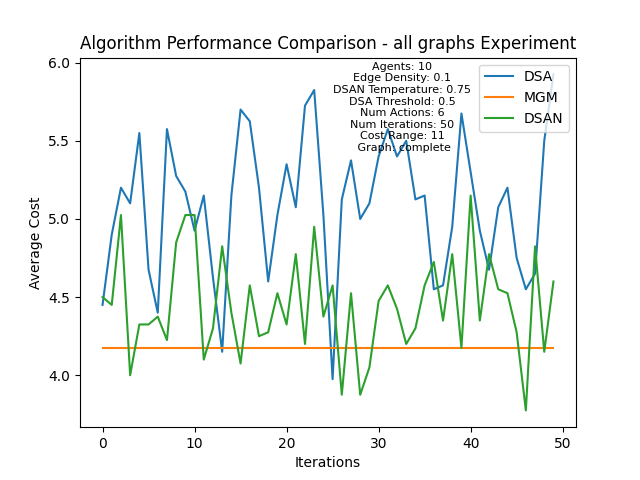 Algorithm Performance Comparison - all graphs Experiment
Agents: 10
Edge Density: 0.1
DSAN Temperature: 0.75
DSA Threshold: 0.5
Num Actions: 6
Num Iterations: 50
Cost Range: 11
Graph: complete
DSA
MGM
DSAN
Average Cost
6.0
5.5
5.0
4.5
4.0
0
10
20
30
40
50
Iterations